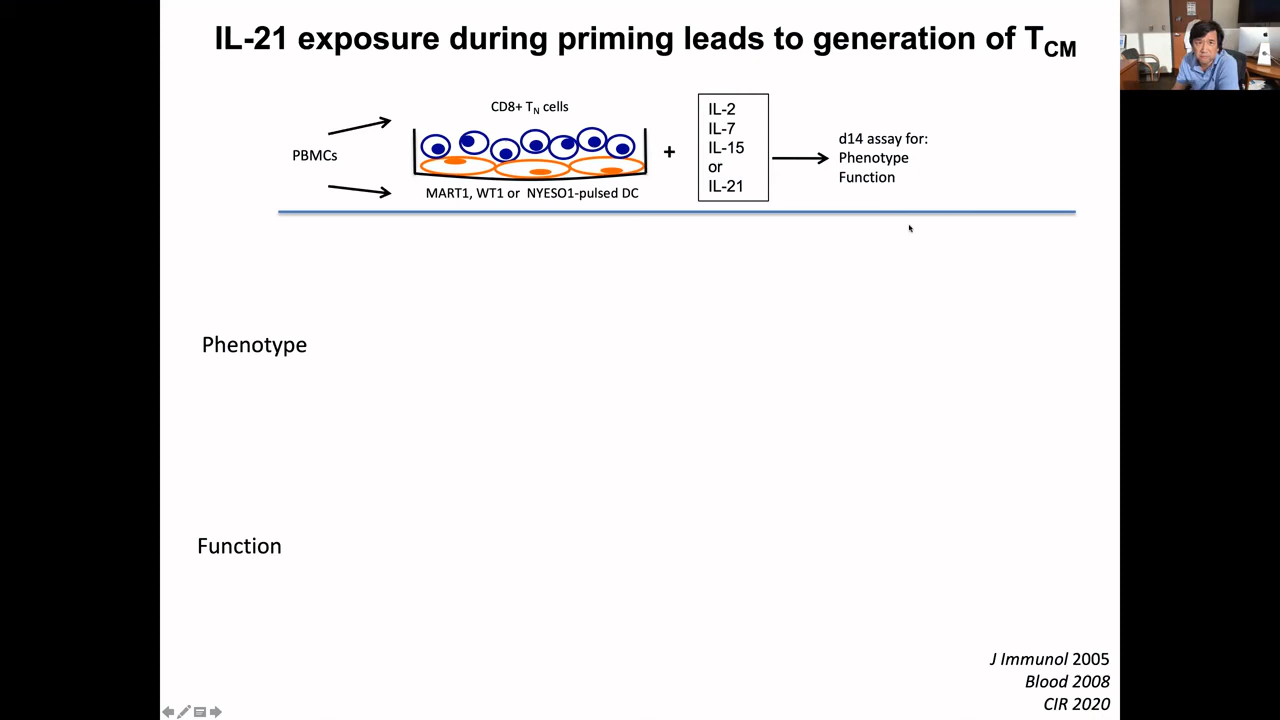 IL-21 exposure during priming leads to generation of TCM
CD8+ TN cells
PBMCs
MART1, WT1 or NYESO1-pulsed DC
+
IL-2
IL-7
IL-15
or
IL-21
d14 assay for:
Phenotype
Function
Phenotype
Function
J Immunol 2005
Blood 2008
CIR 2020